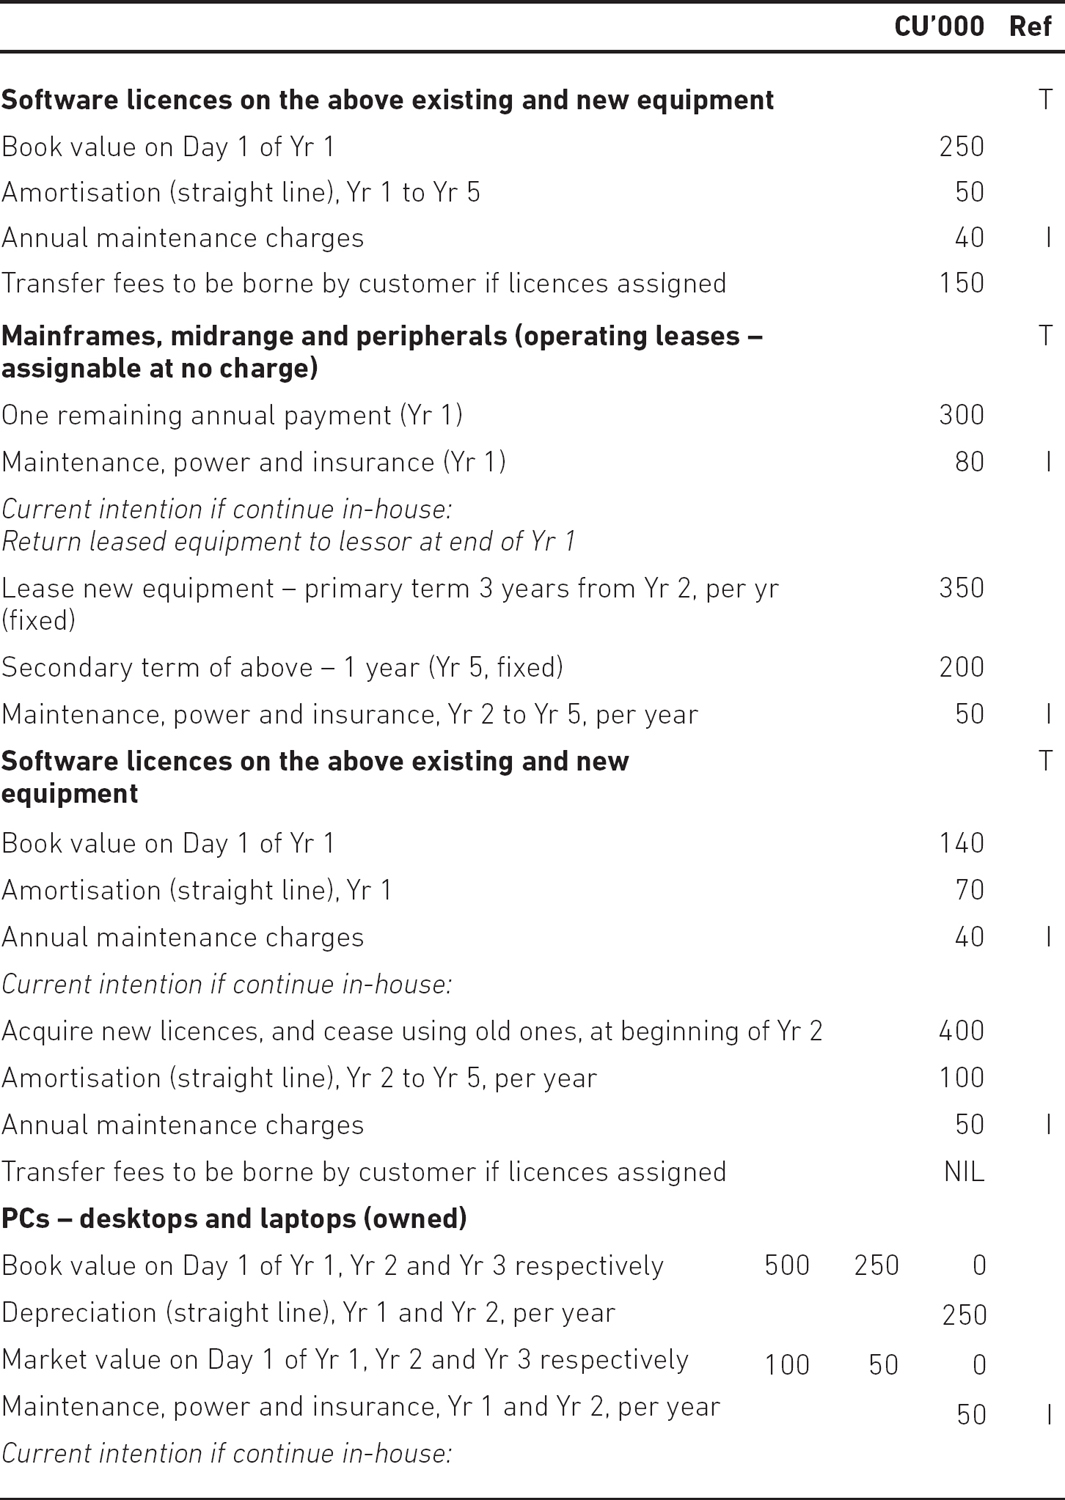 CU’000 Ref
Software licences on the above existing and new equipment T
Book value on Day 1 of Yr 1 250
Amortisation (straight line), Yr 1 to Yr 5 50
Annual maintenance charges 40 I
Transfer fees to be borne by customer if licences assigned 150
Mainframes, midrange and peripherals (operating leases – T
assignable at no charge)
One remaining annual payment (Yr 1) 300
Maintenance, power and insurance (Yr 1) 80 I
Current intention if continue in-house:
Return leased equipment to lessor at end of Yr 1
Lease new equipment – primary term 3 years from Yr 2, per yr 350
(fixed)
Secondary term of above – 1 year (Yr 5, fixed) 200
Maintenance, power and insurance, Yr 2 to Yr 5, per year 50 I
Software licences on the above existing and new T
equipment
Book value on Day 1 of Yr 1 140
Amortisation (straight line), Yr 1 70
Annual maintenance charges 40 I
Current intention if continue in-house:
Acquire new licences, and cease using old ones, at beginning of Yr 2 400
Amortisation (straight line), Yr 2 to Yr 5, per year 100
Annual maintenance charges 50 I
Transfer fees to be borne by customer if licences assigned NIL
PCs – desktops and laptops (owned)
Book value on Day 1 of Yr 1, Yr 2 and Yr 3 respectively 500 250 0
Depreciation (straight line), Yr 1 and Yr 2, per year 250
Market value on Day 1 of Yr 1, Yr 2 and Yr 3 respectively 100 50 0
Maintenance, power and insurance, Yr 1 and Yr 2, per year 50 I
Current intention if continue in-house: